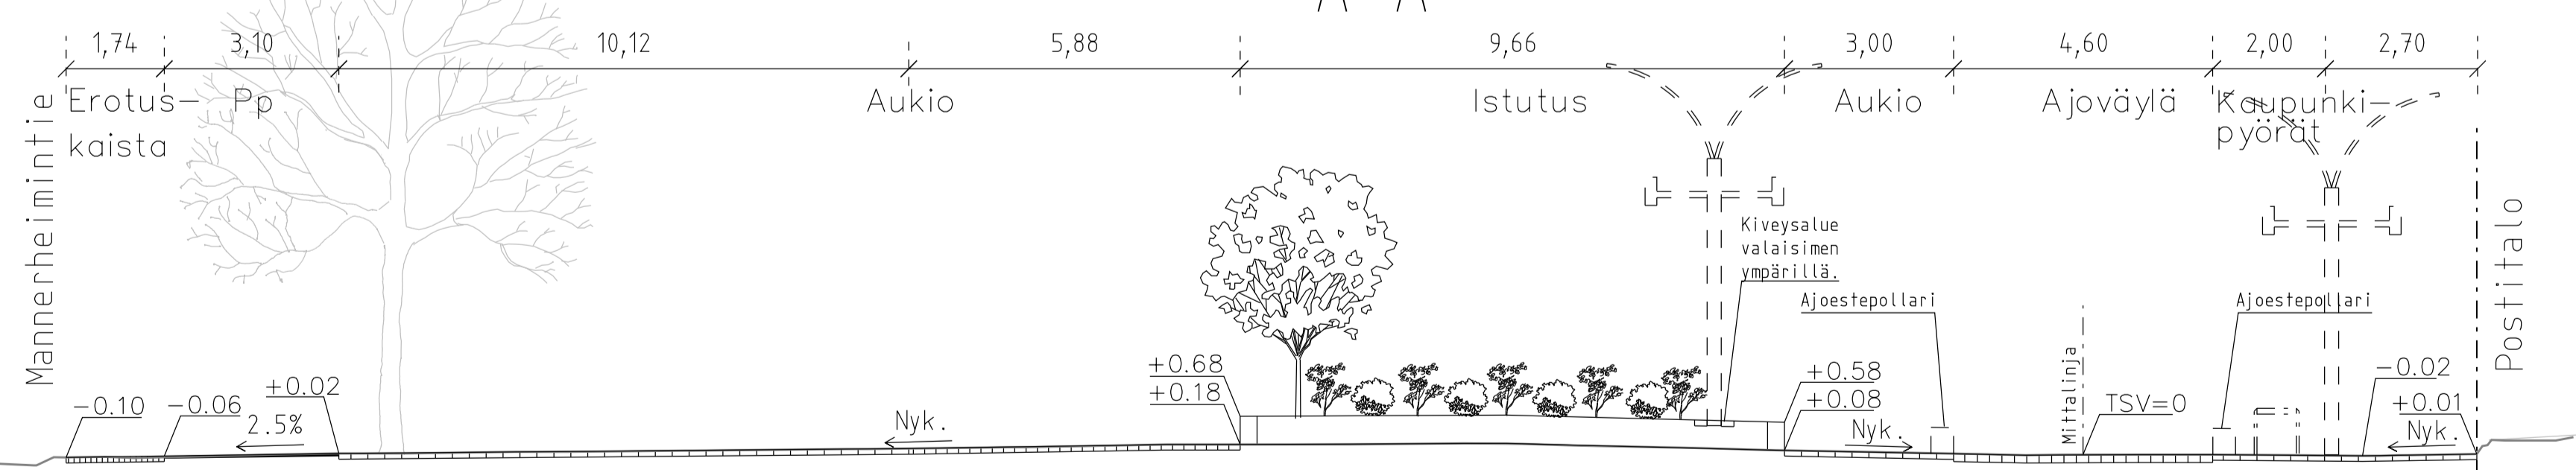 1,74 3,10 10,12 5,88 9,66 3,00 4,60 2,00 2,70
Erotus- Pp Aukio Istutus Aukio Ajoväylä Kaupunki-
kaista pyörät
Mannerheimintie
Postitalo
Kiveysalue
valaisimen
ympärillä.
Ajoestepollari
Ajoestepollari
Mittalinja
+0.68
+0.18
+0.58
+0.08
-0.02
+0.01
TSV=0
-0.10
-0.06
+0.02
2.5%
Nyk.
Nyk.
Nyk.